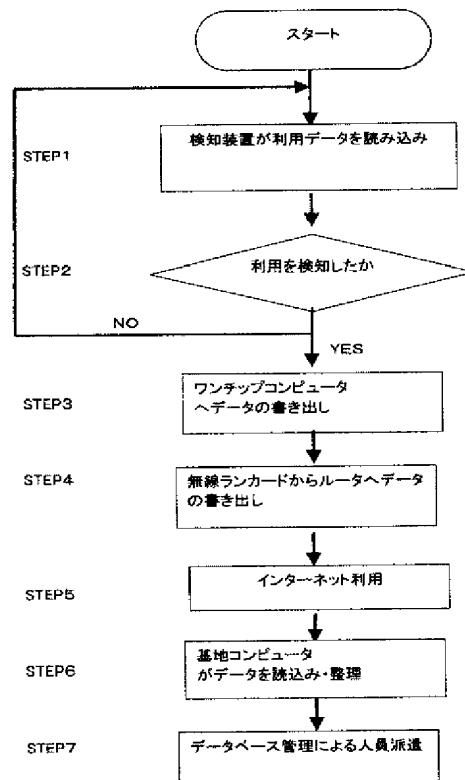 スタート
STEP1
検知装置が利用データを読み込み
STEP2
利用を検知したか
NO
YES
STEP3
ワンチップコンピュータ
へデータの書き出し
STEP4
無線ランカードからルータへデータ
の書き出し
STEP5
インターネット利用
STEP6
基地コンピュータ
がデータを読込み・整理
STEP7
データベース管理による人員派遣